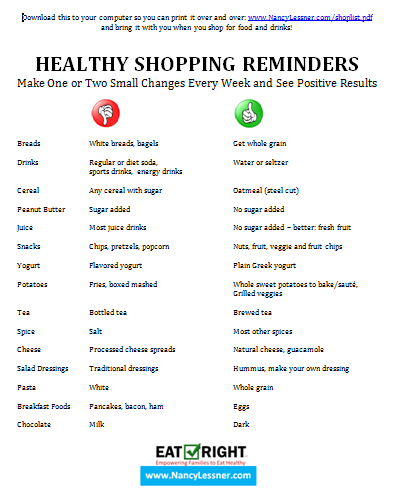 Download this to your computer so you can print it over and over: www.NancyLessner.com/shoplist.pdf
and bring it with you when you shop for food and drinks!
HEALTHY SHOPPING REMINDERS
Make One or Two Small Changes Every Week and See Positive Results
Breads White breads, bagels Get whole grain
Drinks Regular or diet soda, Water or seltzer
sports drinks, energy drinks
Cereal Any cereal with sugar Oatmeal (steel cut)
Peanut Butter Sugar added No sugar added
Juice Most juice drinks No sugar added – better: fresh fruit
Snacks Chips, pretzels, popcorn Nuts, fruit, veggie and fruit chips
Yogurt Flavored yogurt Plain Greek yogurt
Potatoes Fries, boxed mashed Whole sweet potatoes to bake/sauté,
Grilled veggies
Tea Bottled tea Brewed tea
Spice Salt Most other spices
Cheese Processed cheese spreads Natural cheese, guacamole
Salad Dressings Traditional dressings Hummus, make your own dressing
Pasta White Whole grain
Breakfast Foods Pancakes, bacon, ham Eggs
Chocolate Milk Dark
EAT RIGHT
Empowering Families to Eat Healthy
www.NancyLessner.com